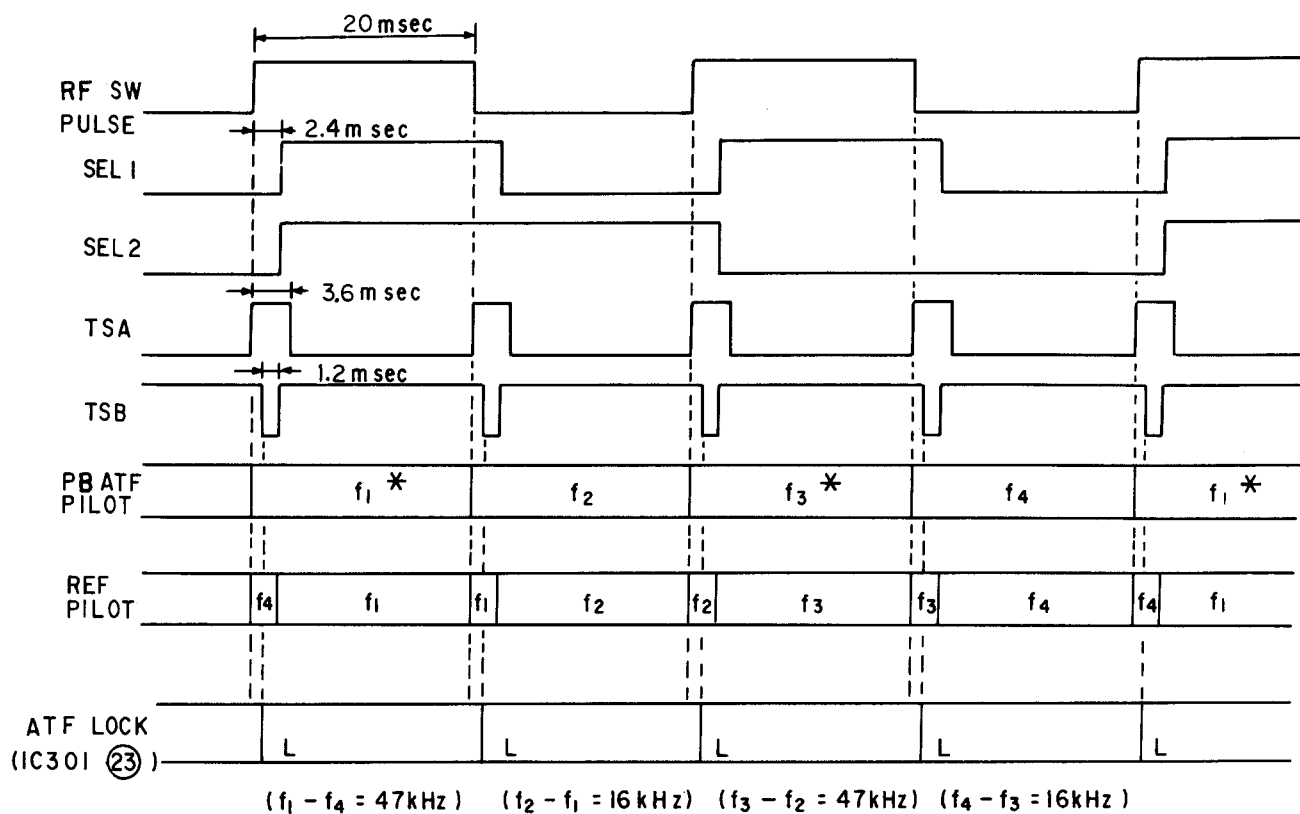 20 msec
RF SW
PULSE
2.4 m sec
SEL 1
SEL 2
3.6 m sec
TSA
1.2 m sec
TSB
PB ATF
PILOT
f₁ * f₂ f₃ * f₄ f₁ *
REF
PILOT
f₄ f₁ f₁ f₂ f₂ f₃ f₃ f₄ f₄ f₁
ATF LOCK
(IC301 ㉓)
L L L L L
(f₁ - f₄ = 47kHz) (f₂ - f₁ = 16kHz) (f₃ - f₂ = 47kHz) (f₄ - f₃ = 16kHz)